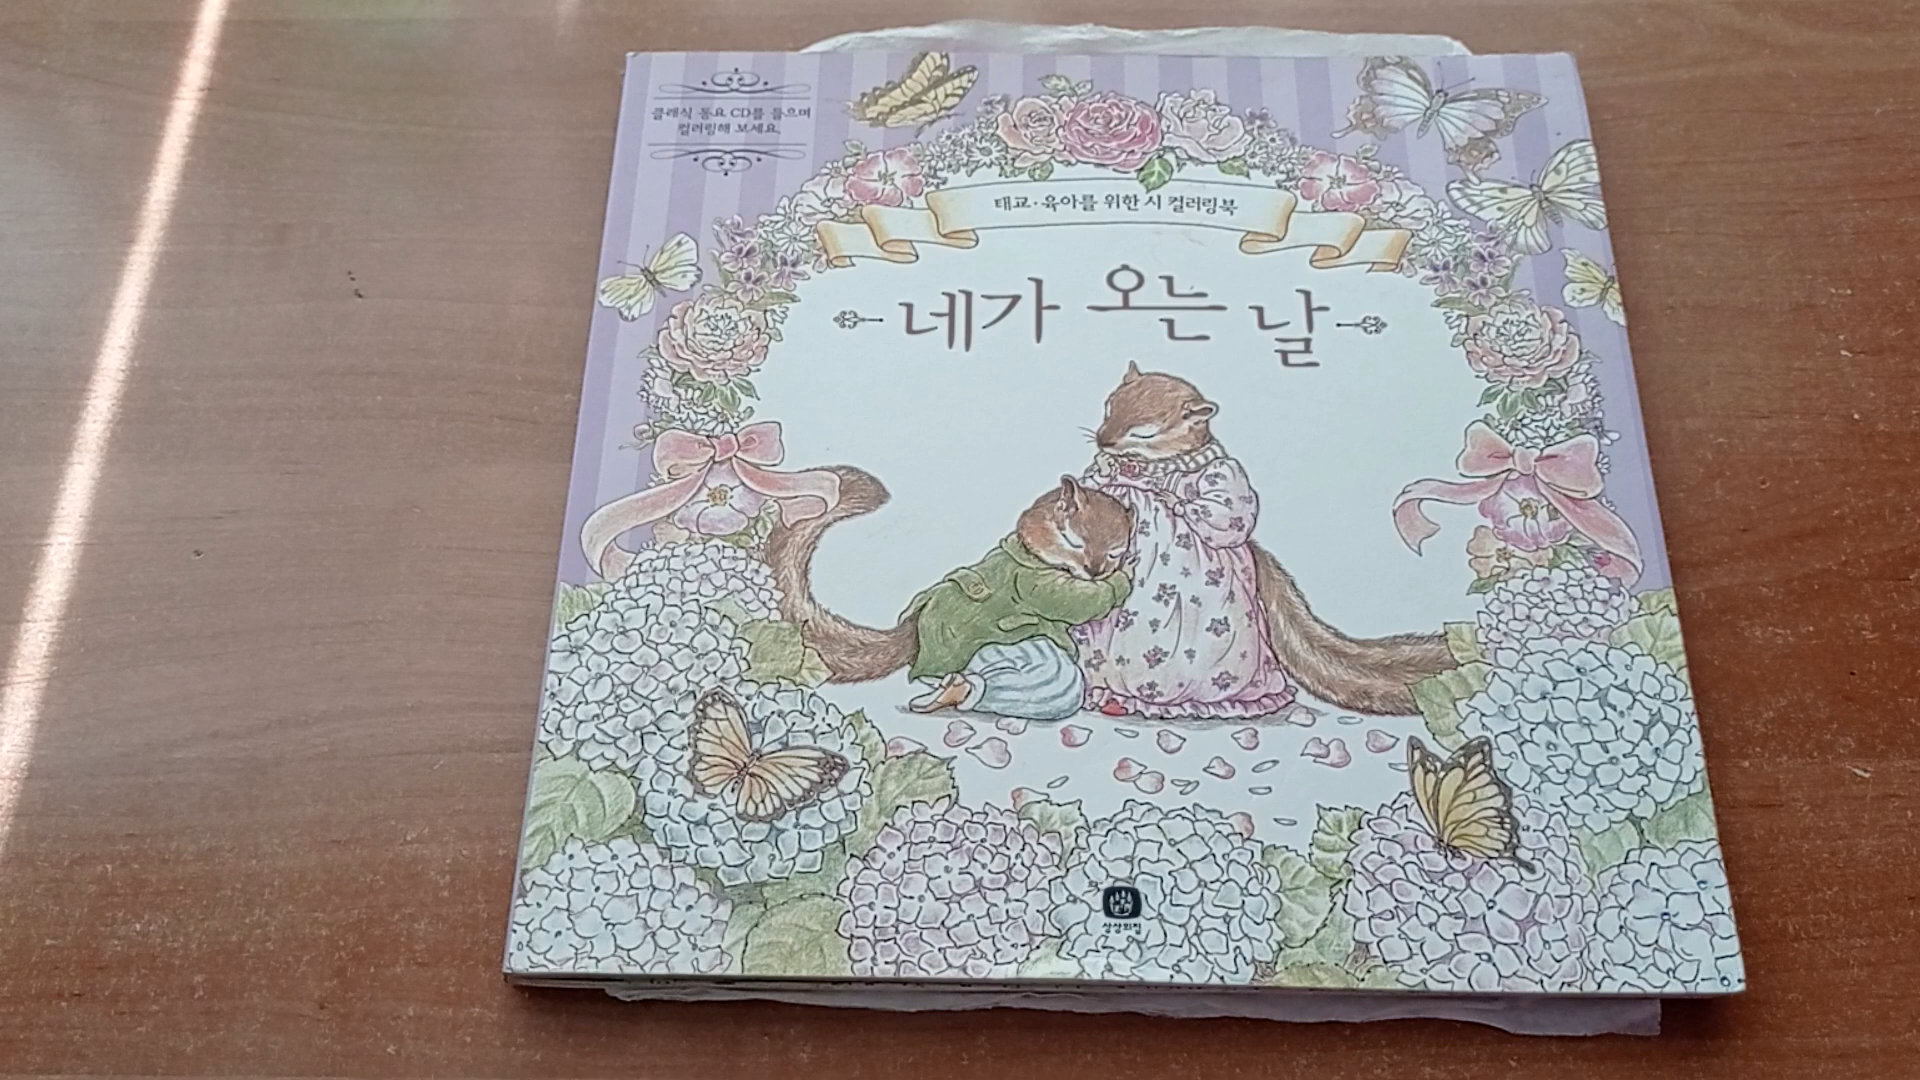 클래식 동요 CD를 들으며
컬러링해 보세요.
태교·육아를 위한 시 컬러링북
네가 오는 날
상상의집